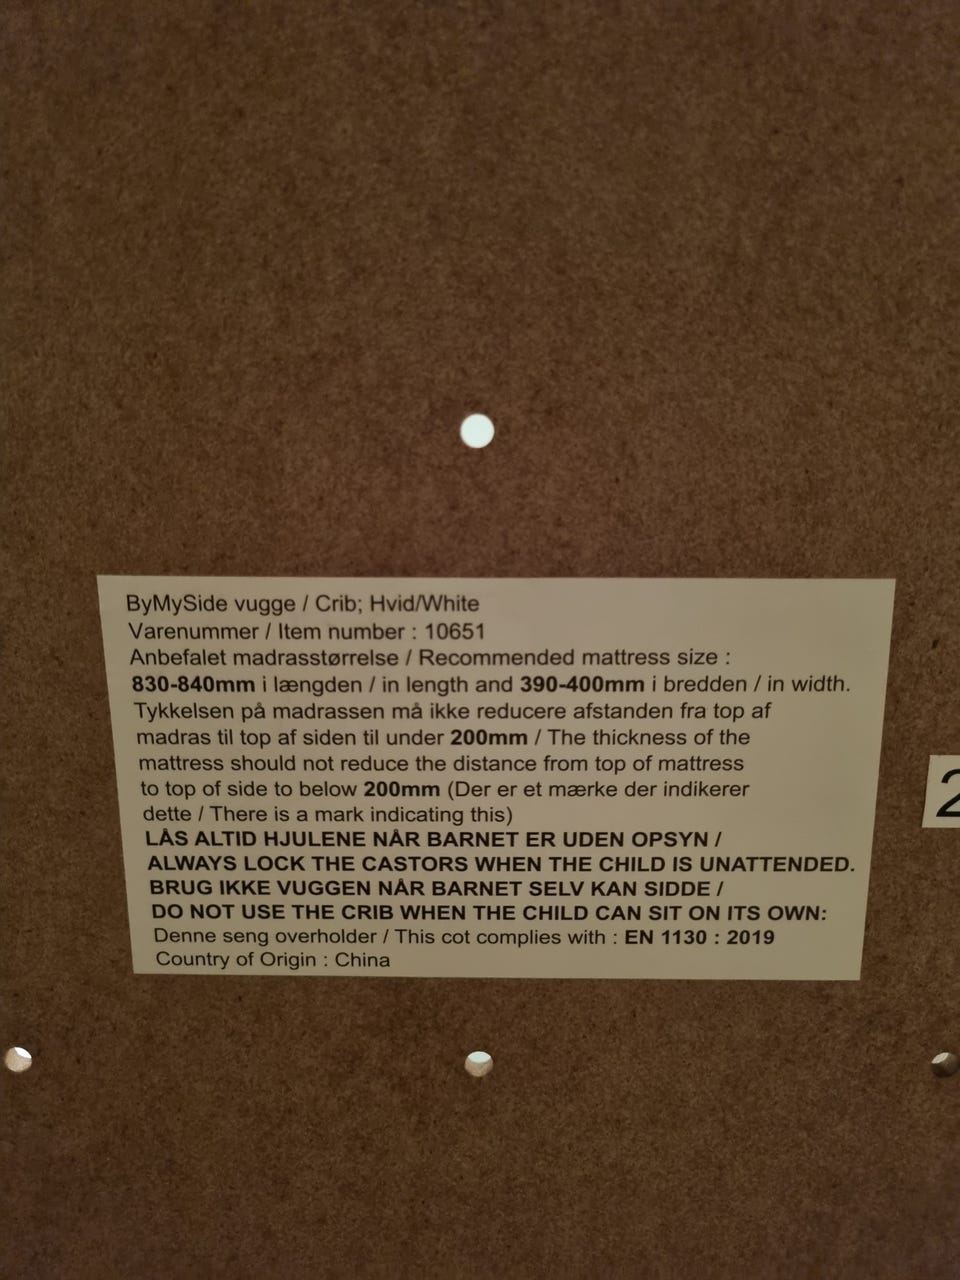 ByMySide vugge / Crib; Hvid/White
Varenummer / Item number : 10651
Anbefalet madrasstørrelse / Recommended mattress size :
830-840mm i længden / in length and 390-400mm i bredden / in width.
Tykkelsen på madrassen må ikke reducere afstanden fra top af
madras til top af siden til under 200mm / The thickness of the
mattress should not reduce the distance from top of mattress
to top of side to below 200mm (Der er et mærke der indikerer
dette / There is a mark indicating this)
LÅS ALTID HJULENE NÅR BARNET ER UDEN OPSYN /
ALWAYS LOCK THE CASTORS WHEN THE CHILD IS UNATTENDED.
BRUG IKKE VUGGEN NÅR BARNET SELV KAN SIDDE /
DO NOT USE THE CRIB WHEN THE CHILD CAN SIT ON ITS OWN:
Denne seng overholder / This cot complies with : EN 1130 : 2019
Country of Origin : China
2